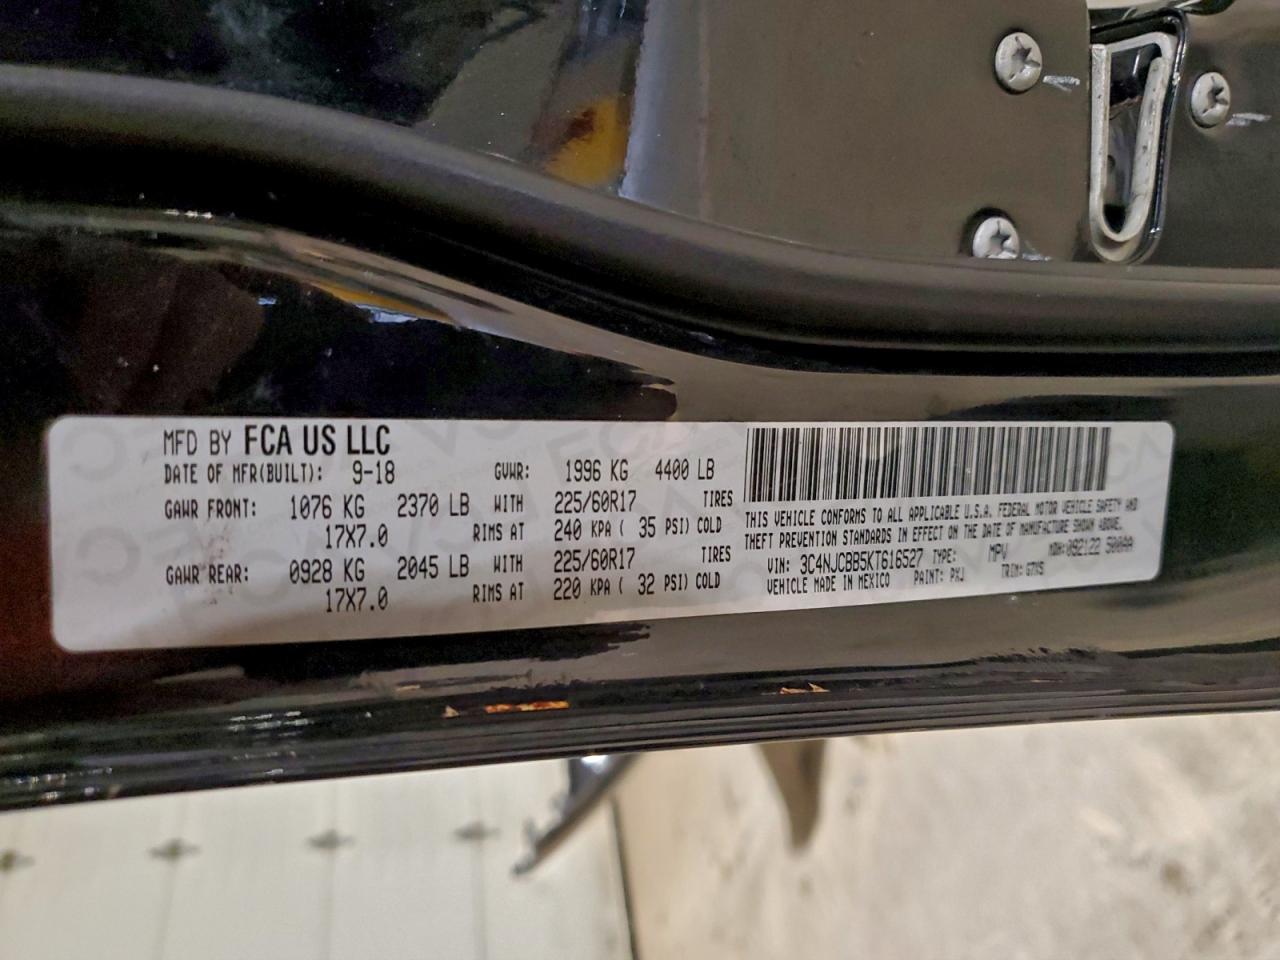 MFD BY FCA US LLC
DATE OF MFR(BUILT): 9-18 GVWR: 1996 KG 4400 LB
GAWR FRONT: 1076 KG 2370 LB WITH 225/60R17 TIRES
17X7.0 RIMS AT 240 KPA ( 35 PSI) COLD
GAWR REAR: 0928 KG 2045 LB WITH 225/60R17 TIRES
17X7.0 RIMS AT 220 KPA ( 32 PSI) COLD
THIS VEHICLE CONFORMS TO ALL APPLICABLE U.S.A. FEDERAL MOTOR VEHICLE SAFETY AND
THEFT PREVENTION STANDARDS IN EFFECT ON THE DATE OF MANUFACTURE SHOWN ABOVE.
VIN: 3C4NJCBB5KT616527 TYPE: MPV MDH:092122 500AA
VEHICLE MADE IN MEXICO PAINT: PXJ TRIM: